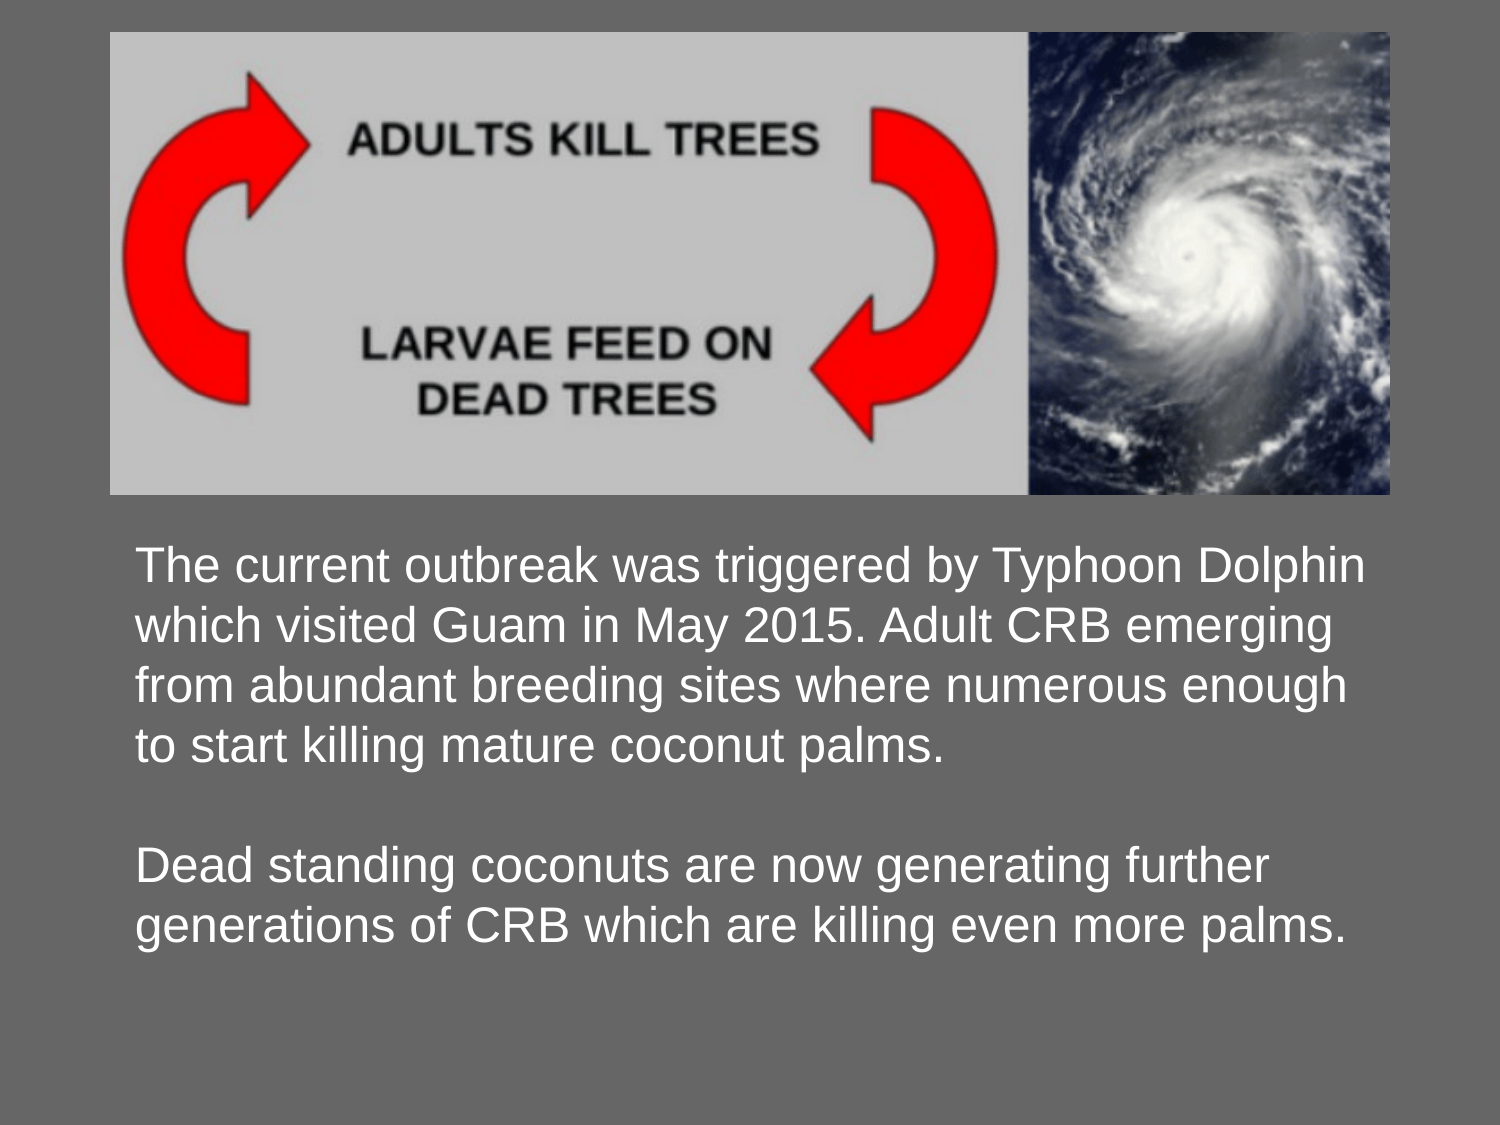 ADULTS KILL TREES
LARVAE FEED ON
DEAD TREES
The current outbreak was triggered by Typhoon Dolphin
which visited Guam in May 2015. Adult CRB emerging
from abundant breeding sites where numerous enough
to start killing mature coconut palms.
Dead standing coconuts are now generating further
generations of CRB which are killing even more palms.